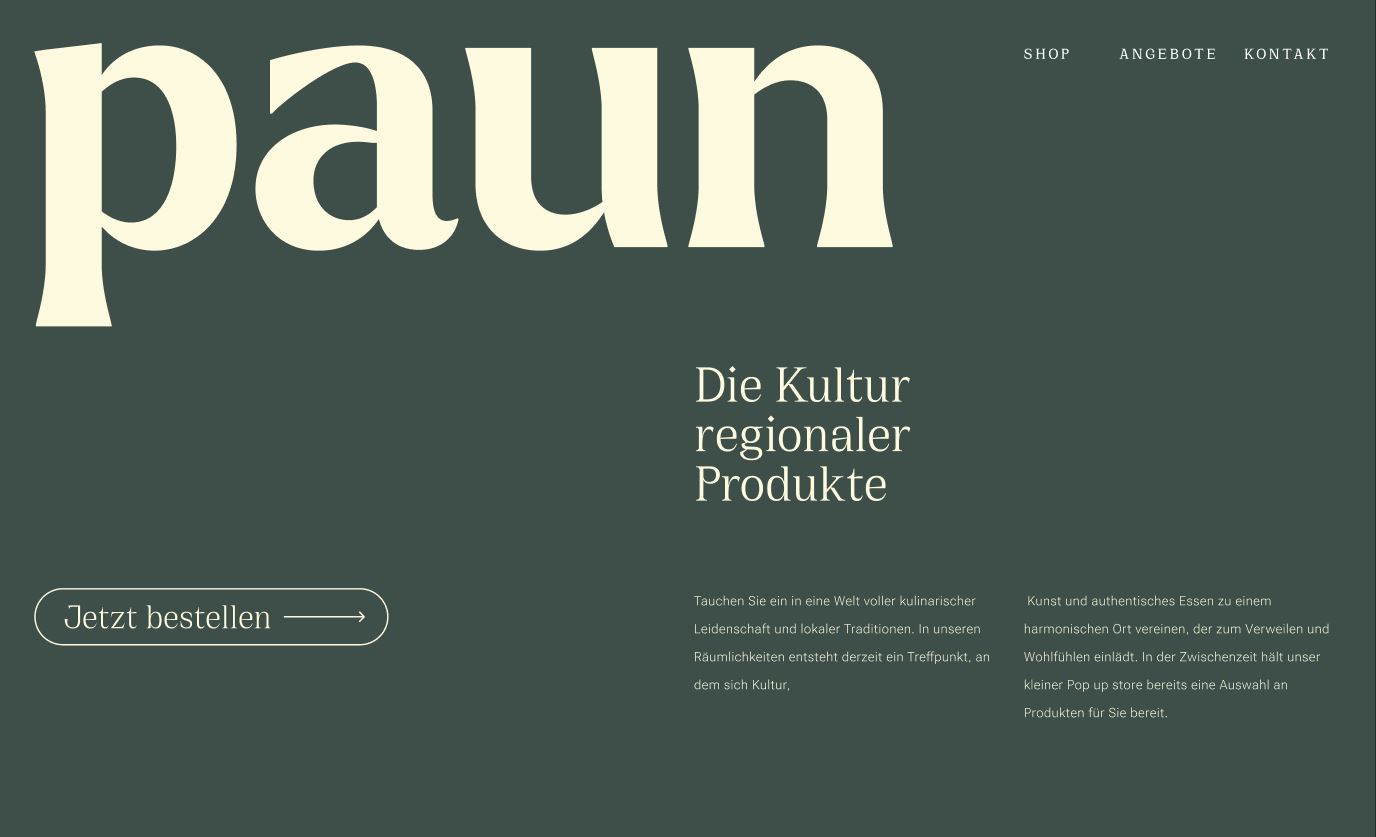 paun
SHOP ANGEBOTE KONTAKT
Die Kultur
regionaler
Produkte
Jetzt bestellen
Tauchen Sie ein in eine Welt voller kulinarischer
Leidenschaft und lokaler Traditionen. In unseren
Räumlichkeiten entsteht derzeit ein Treffpunkt, an
dem sich Kultur,
Kunst und authentisches Essen zu einem
harmonischen Ort vereinen, der zum Verweilen und
Wohlfühlen einlädt. In der Zwischenzeit hält unser
kleiner Pop up store bereits eine Auswahl an
Produkten für Sie bereit.